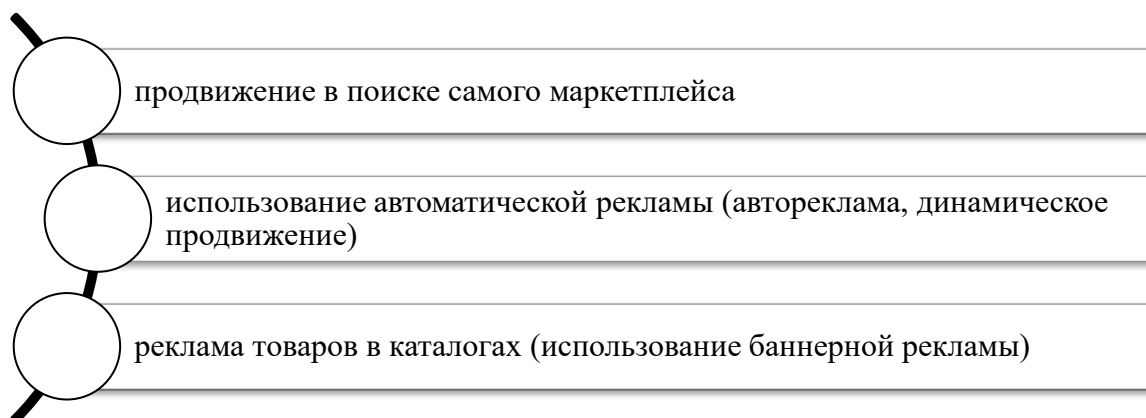 продвижение в поиске самого маркетплейса
использование автоматической рекламы (автореклама, динамическое
продвижение)
реклама товаров в каталогах (использование баннерной рекламы)